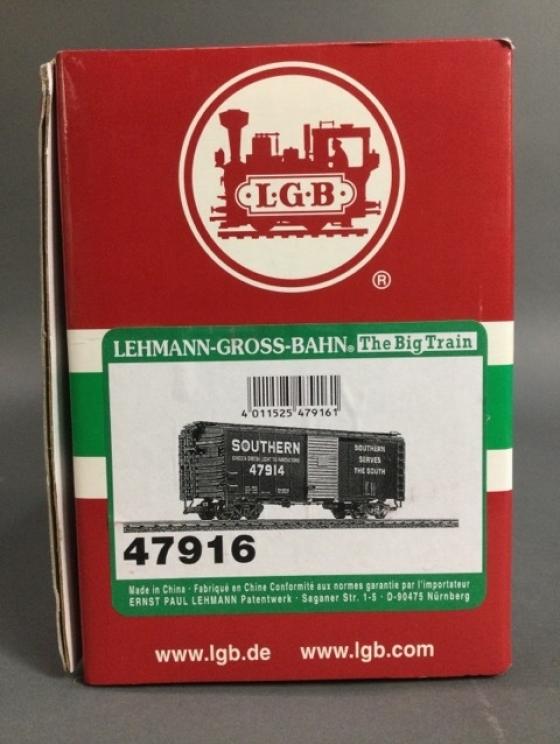 L·G·B
®
LEHMANN-GROSS-BAHN® The Big Train
4 011525 479161
SOUTHERN
47914
SOUTHERN
SERVES
THE SOUTH
47916
Made in China · Fabriqué en Chine Conformité aux normes garantie par l'importateur
ERNST PAUL LEHMANN Patentwerk · Saganer Str. 1-5 · D-90475 Nürnberg
www.lgb.de www.lgb.com